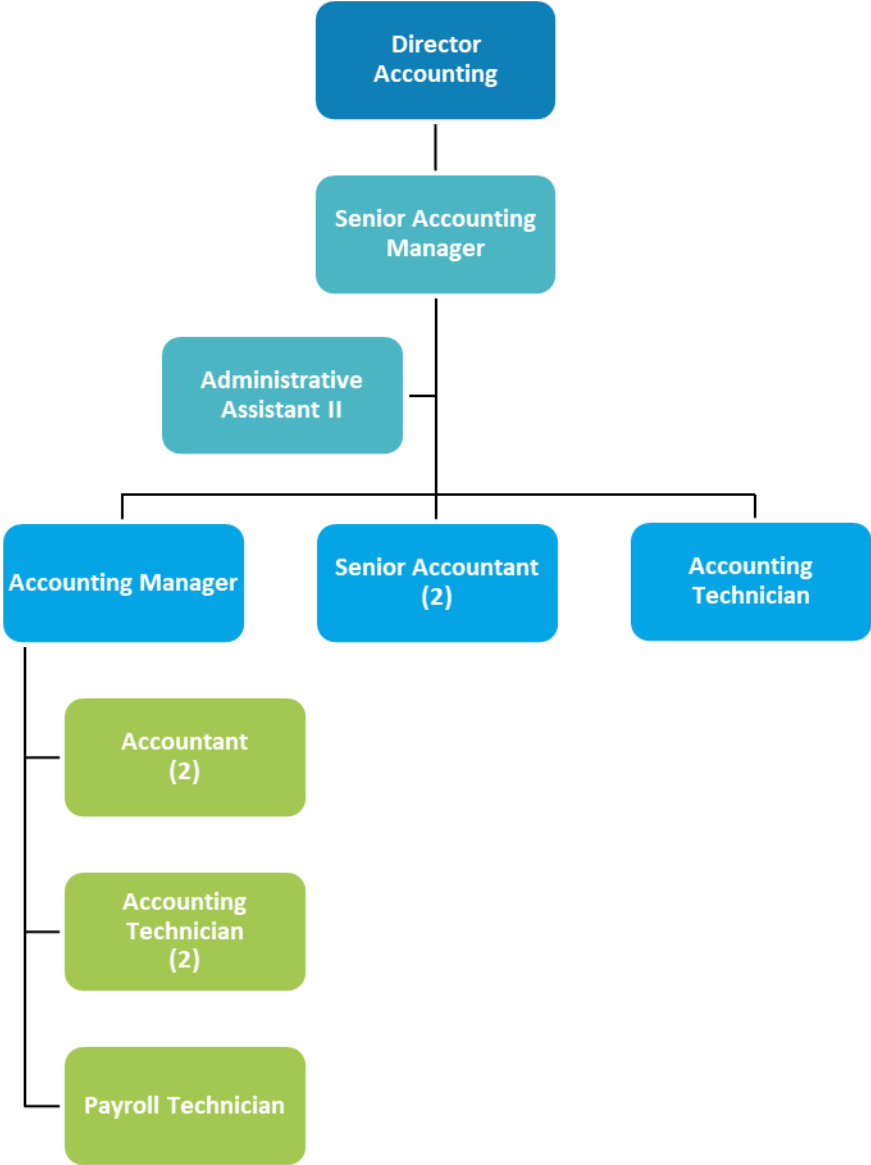 Director
Accounting
Senior Accounting
Manager
Administrative
Assistant II
Accounting Manager
Senior Accountant
(2)
Accounting
Technician
Accountant
(2)
Accounting
Technician
(2)
Payroll Technician